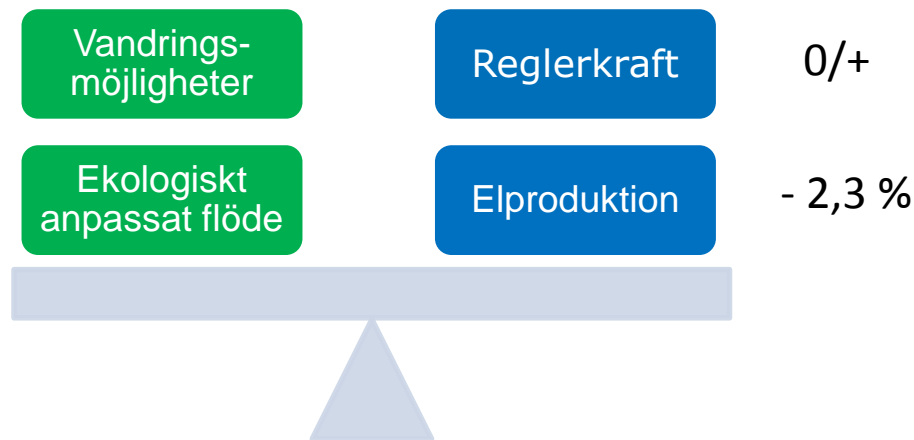 Vandrings-
möjligheter
Reglerkraft
0/+
Ekologiskt
anpassat flöde
Elproduktion
- 2,3 %